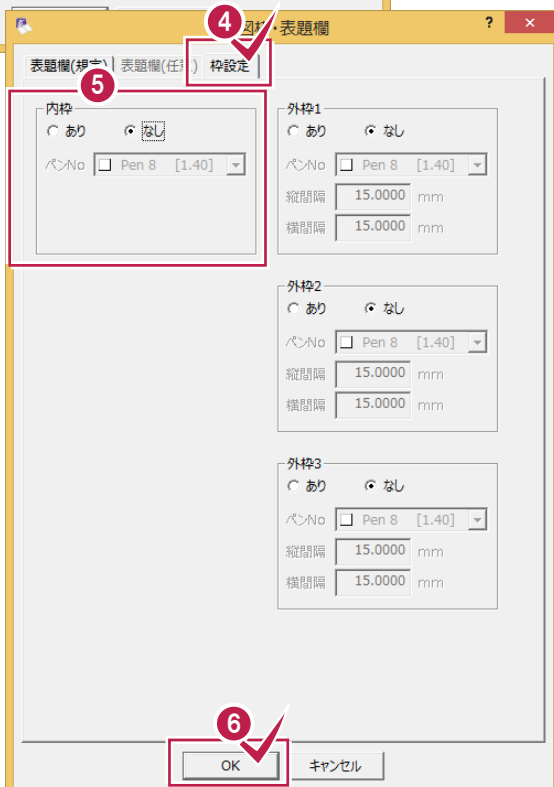 4
図枠・表題欄 ? ×
表題欄(規定) 表題欄(任意) 枠設定
5
内枠
あり なし
ペンNo Pen 8 [1.40]
外枠1
あり なし
ペンNo Pen 8 [1.40]
縦間隔 15.0000 mm
横間隔 15.0000 mm
外枠2
あり なし
ペンNo Pen 8 [1.40]
縦間隔 15.0000 mm
横間隔 15.0000 mm
外枠3
あり なし
ペンNo Pen 8 [1.40]
縦間隔 15.0000 mm
横間隔 15.0000 mm
6
OK キャンセル